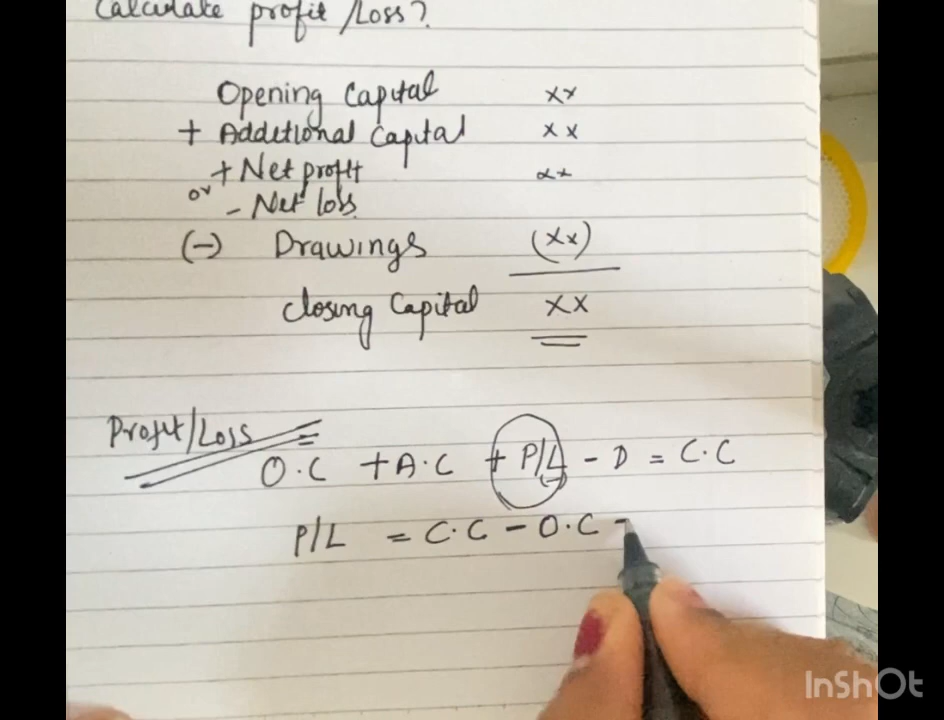 Calculate profit /Loss?
Opening Capital xx
+ Additional Capital xx
+ Net profit xx
or - Net loss
(-) Drawings (xx)
closing Capital xx
Profit/Loss
O.C + A.C + P/L - D = C.C
(-)
P/L = C.C - O.C -
InShOt